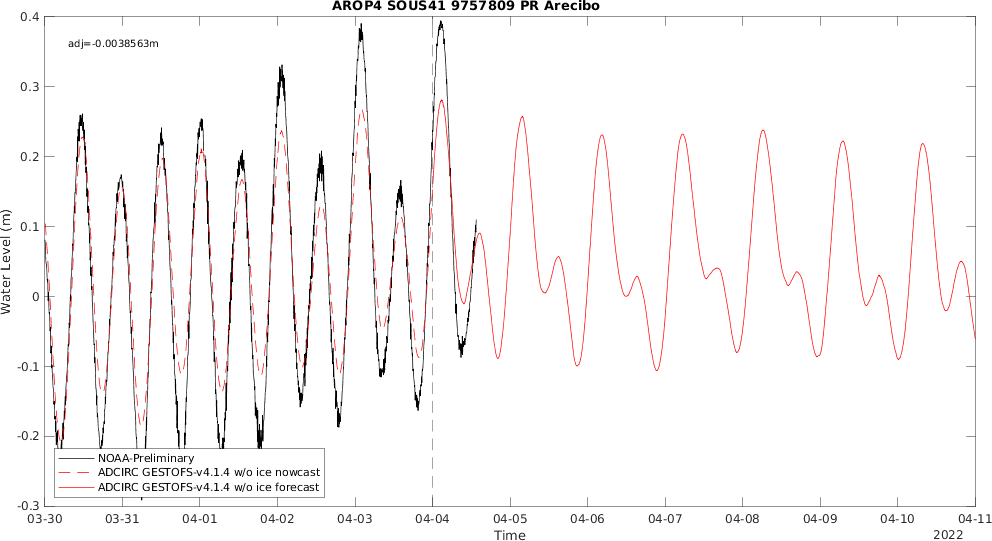 AROP4 SOUS41 9757809 PR Arecibo
adj=-0.0038563m
0.4
0.3
0.2
0.1
0
-0.1
-0.2
-0.3
Water Level (m)
NOAA-Preliminary
ADCIRC GESTOFS-v4.1.4 w/o ice nowcast
ADCIRC GESTOFS-v4.1.4 w/o ice forecast
03-30 03-31 04-01 04-02 04-03 04-04 04-05 04-06 04-07 04-08 04-09 04-10 04-11
Time
2022